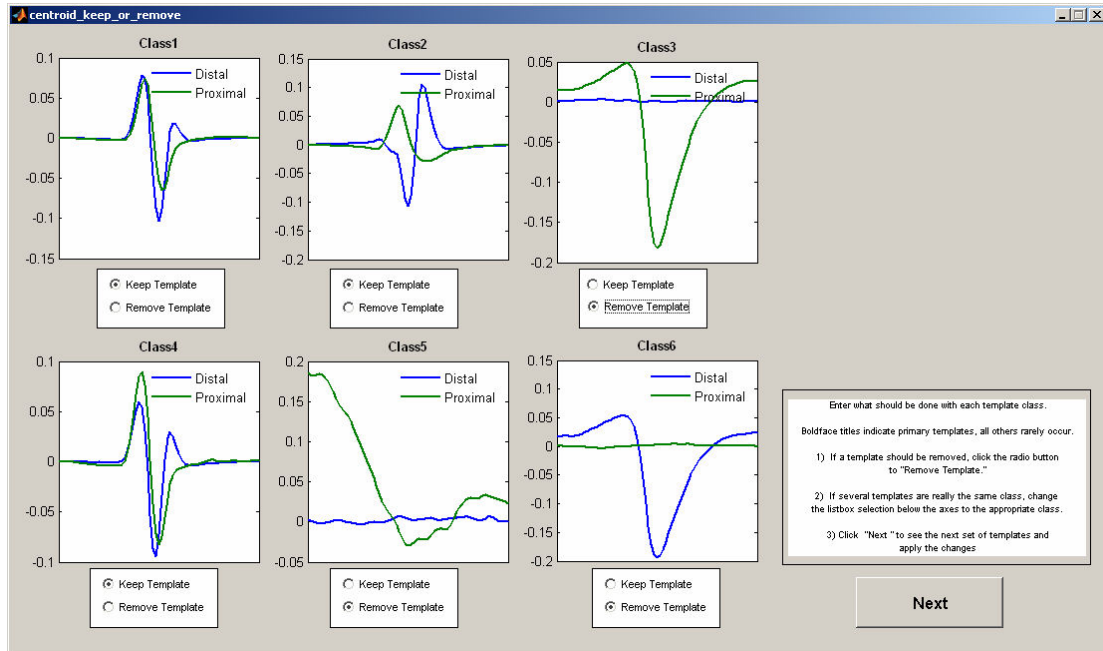 centroid_keep_or_remove
Class1
0.1
0.05
0
-0.05
-0.1
-0.15
Distal
Proximal
Keep Template
Remove Template
Class2
0.15
0.1
0.05
0
-0.05
-0.1
-0.15
-0.2
Distal
Proximal
Keep Template
Remove Template
Class3
0.05
0
-0.05
-0.1
-0.15
-0.2
Distal
Proximal
Keep Template
Remove Template
Class4
0.1
0.05
0
-0.05
-0.1
Distal
Proximal
Keep Template
Remove Template
Class5
0.2
0.15
0.1
0.05
0
-0.05
Distal
Proximal
Keep Template
Remove Template
Class6
0.15
0.1
0.05
0
-0.05
-0.1
-0.15
-0.2
Distal
Proximal
Keep Template
Remove Template
Enter what should be done with each template class.
Boldface titles indicate primary templates, all others rarely occur.
1) If a template should be removed, click the radio button
to "Remove Template."
2) If several templates are really the same class, change
the listbox selection below the axes to the appropriate class.
3) Click "Next " to see the next set of templates and
apply the changes
Next